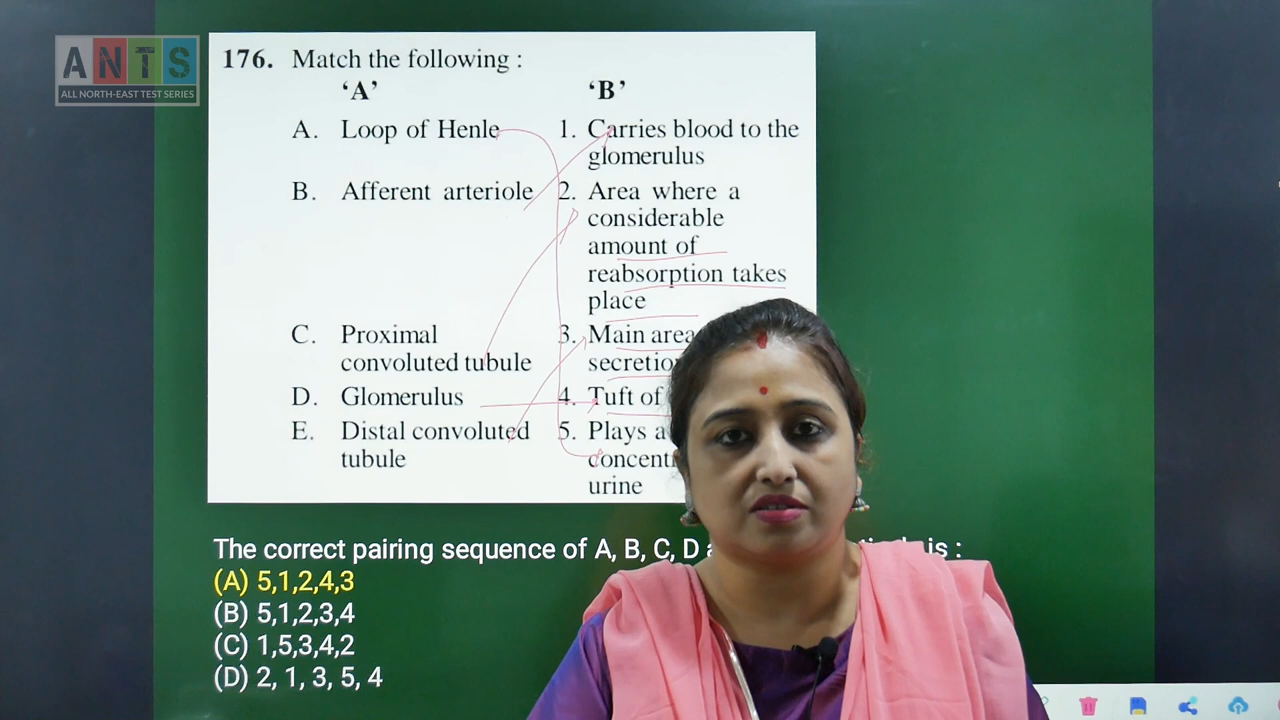 ANTS
ALL NORTH-EAST TEST SERIES
176. Match the following :
‘A’ ‘B’
A. Loop of Henle 1. Carries blood to the
glomerulus
B. Afferent arteriole 2. Area where a
considerable
amount of
reabsorption takes
place
C. Proximal 3. Main area
convoluted tubule
D. Glomerulus 4. Tuft of
E. Distal convoluted 5. Plays a
tubule
urine
The correct pairing sequence of A, B, C, D is :
(A) 5,1,2,4,3
(B) 5,1,2,3,4
(C) 1,5,3,4,2
(D) 2, 1, 3, 5, 4